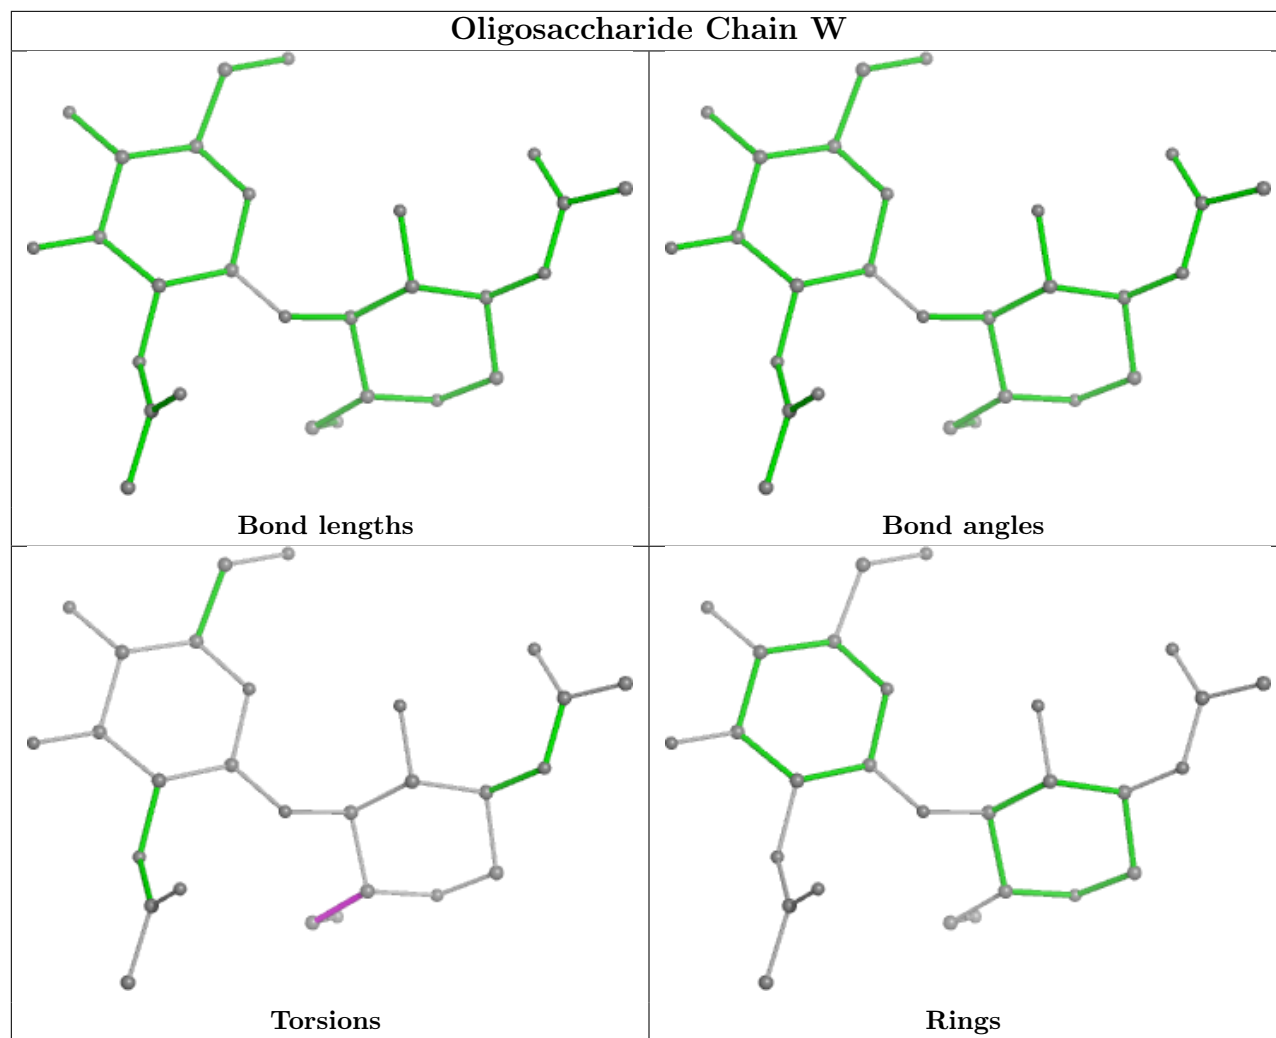 Oligosaccharide Chain W
Bond lengths
Bond angles
Torsions
Rings